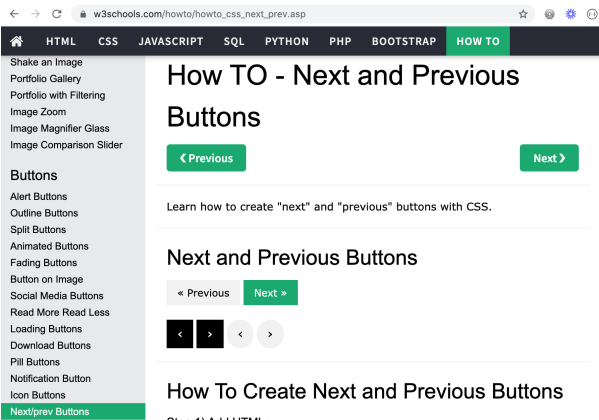 w3schools.com/howto/howto_css_next_prev.asp
HTML CSS JAVASCRIPT SQL PYTHON PHP BOOTSTRAP HOW TO
Shake an Image
Portfolio Gallery
Portfolio with Filtering
Image Zoom
Image Magnifier Glass
Image Comparison Slider
Buttons
Alert Buttons
Outline Buttons
Split Buttons
Animated Buttons
Fading Buttons
Button on Image
Social Media Buttons
Read More Read Less
Loading Buttons
Download Buttons
Pill Buttons
Notification Button
Icon Buttons
Next/prev Buttons
How TO - Next and Previous
Buttons
❮ Previous Next ❯
Learn how to create "next" and "previous" buttons with CSS.
Next and Previous Buttons
« Previous Next »
‹ › ‹ ›
How To Create Next and Previous Buttons
Step 1) Add HTML: